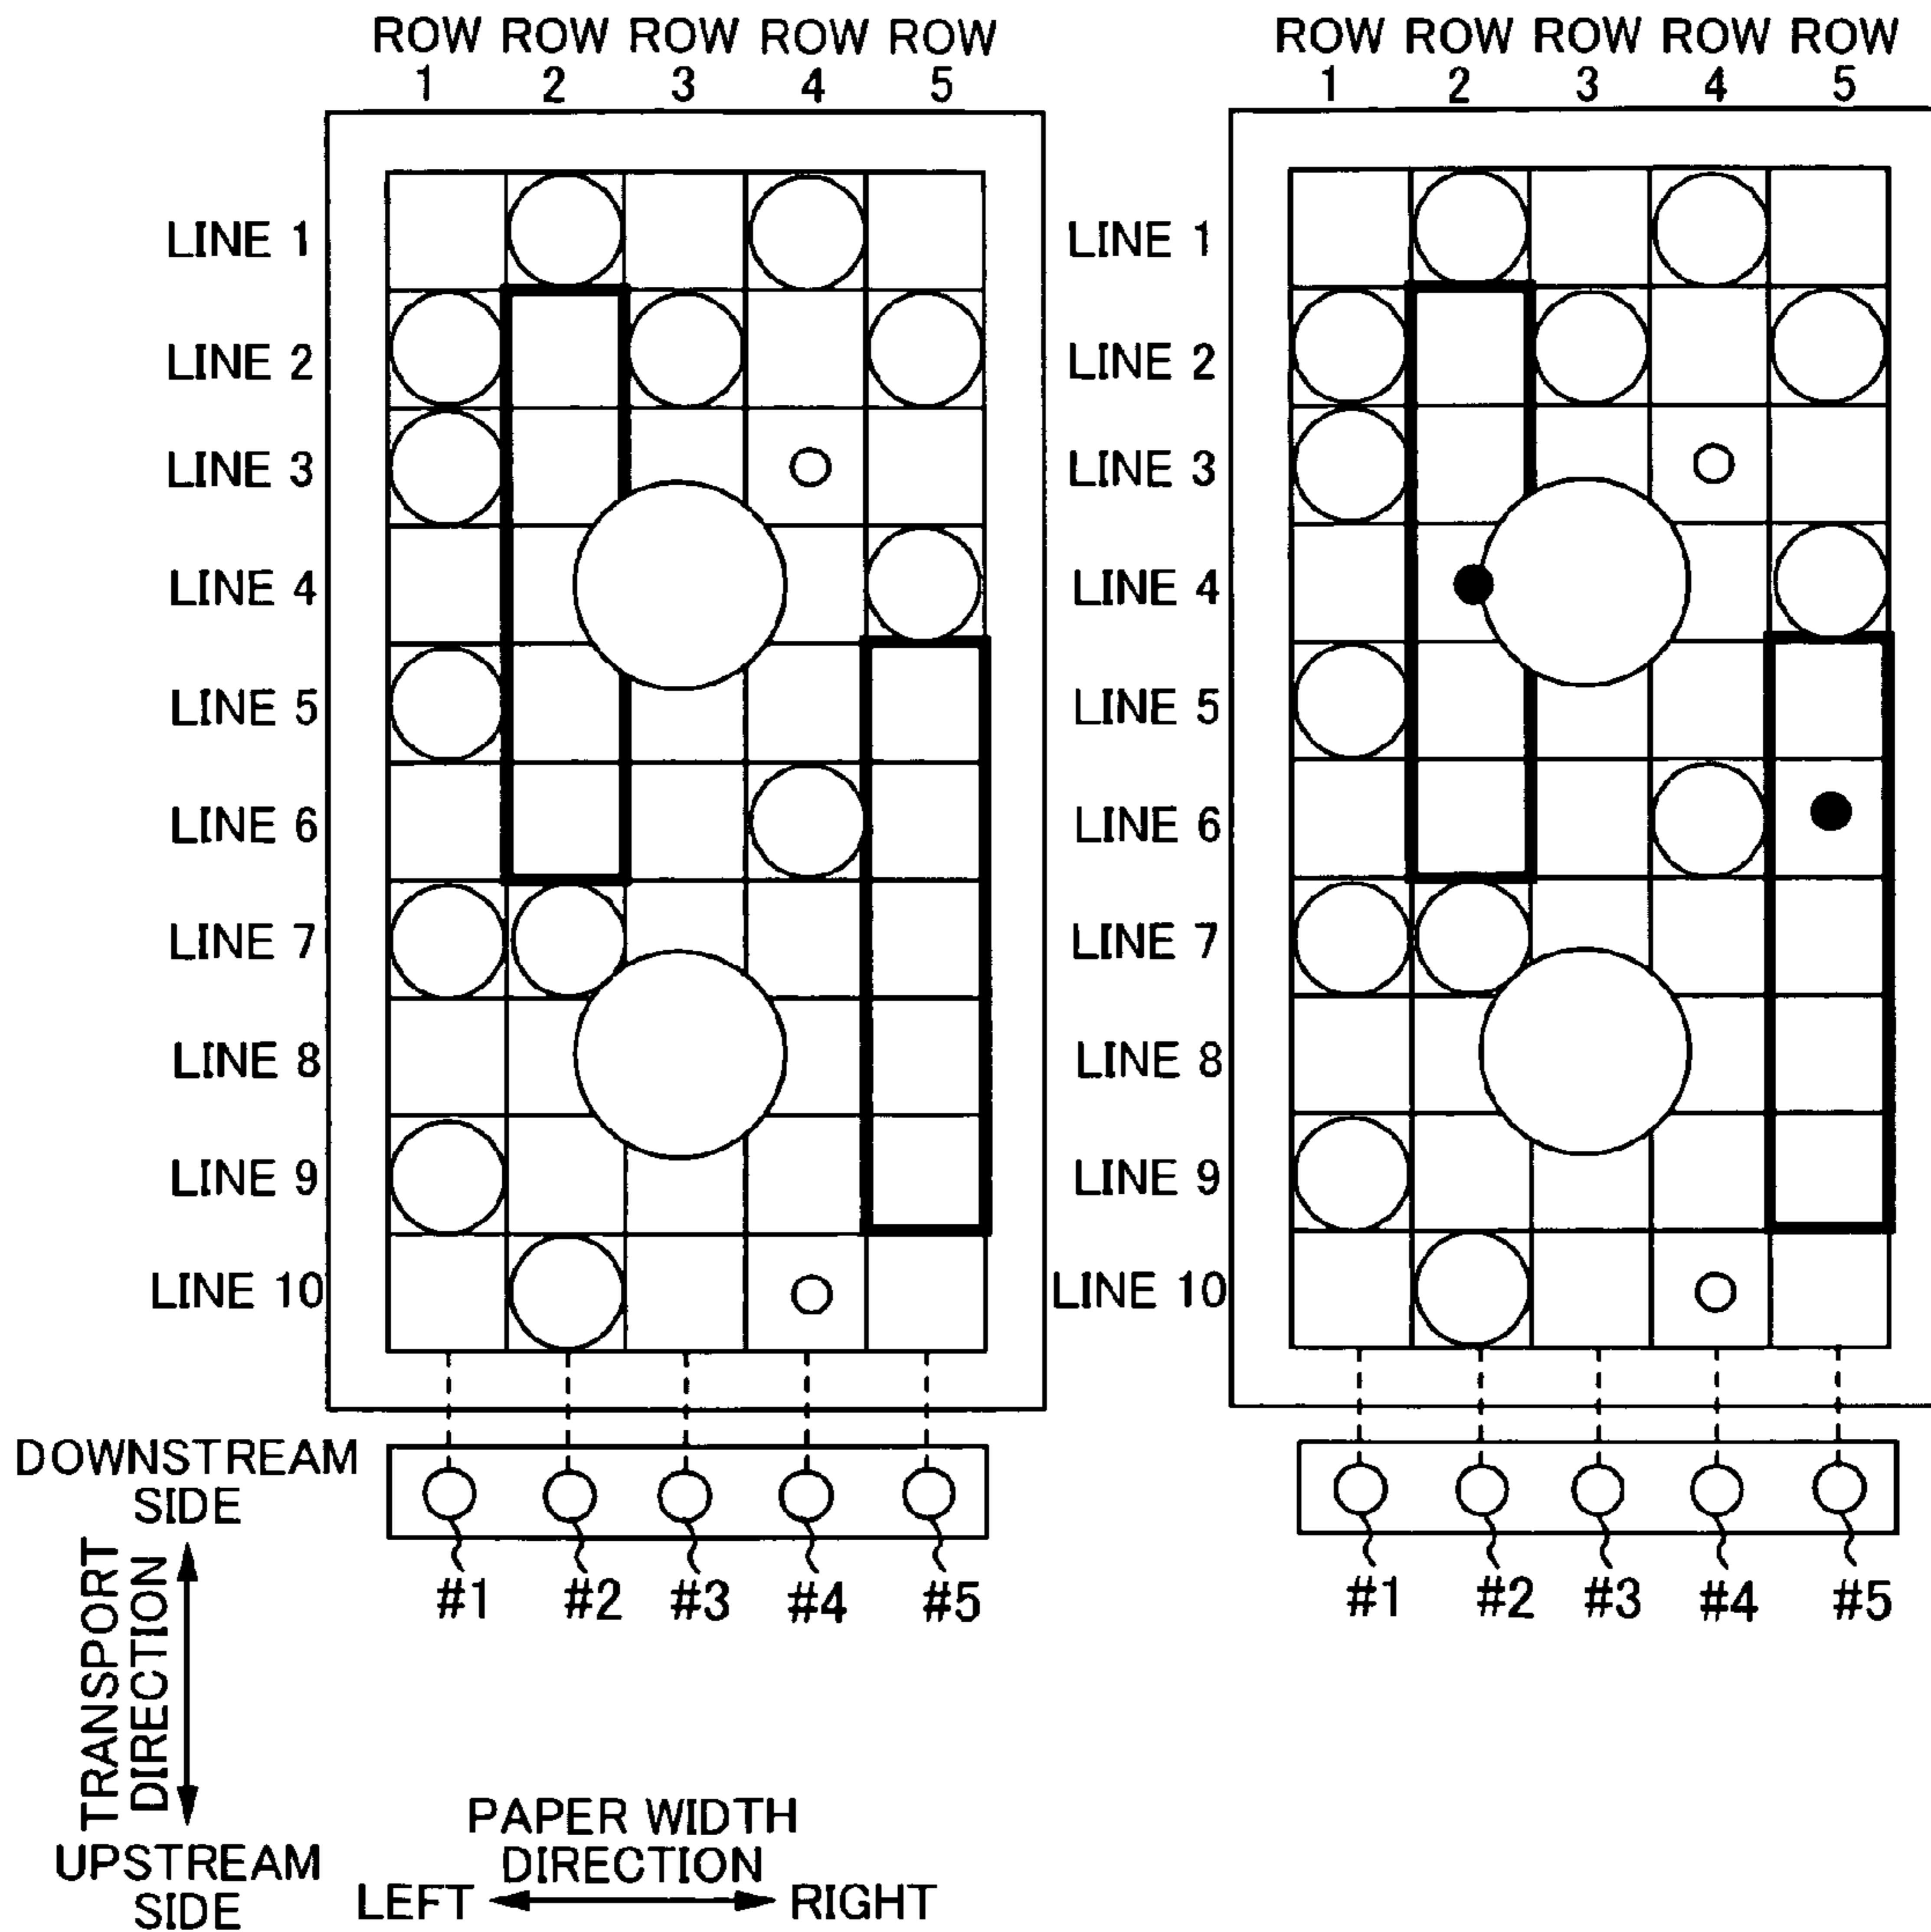 ROW ROW ROW ROW ROW
1 2 3 4 5
LINE 1
LINE 2
LINE 3
LINE 4
LINE 5
LINE 6
LINE 7
LINE 8
LINE 9
LINE 10
#1 #2 #3 #4 #5
ROW ROW ROW ROW ROW
1 2 3 4 5
LINE 1
LINE 2
LINE 3
LINE 4
LINE 5
LINE 6
LINE 7
LINE 8
LINE 9
LINE 10
#1 #2 #3 #4 #5
DOWNSTREAM
SIDE
TRANSPORT
DIRECTION
UPSTREAM
SIDE
PAPER WIDTH
DIRECTION
LEFT RIGHT